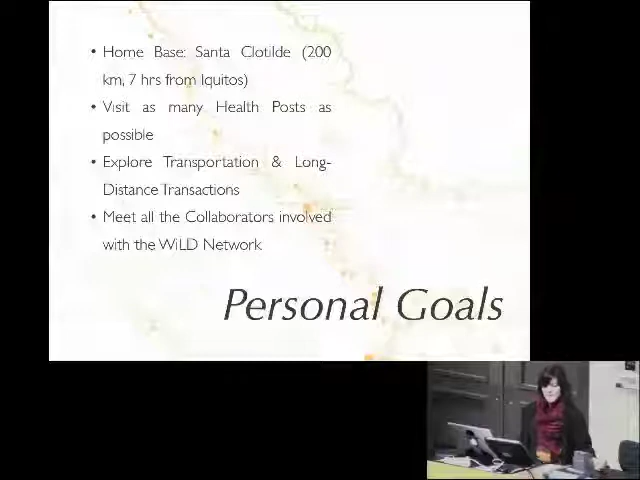 • Home Base: Santa Clotilde (200
km, 7 hrs from Iquitos)
• Visit as many Health Posts as
possible
• Explore Transportation & Long-
Distance Transactions
• Meet all the Collaborators involved
with the WiLD Network
Personal Goals